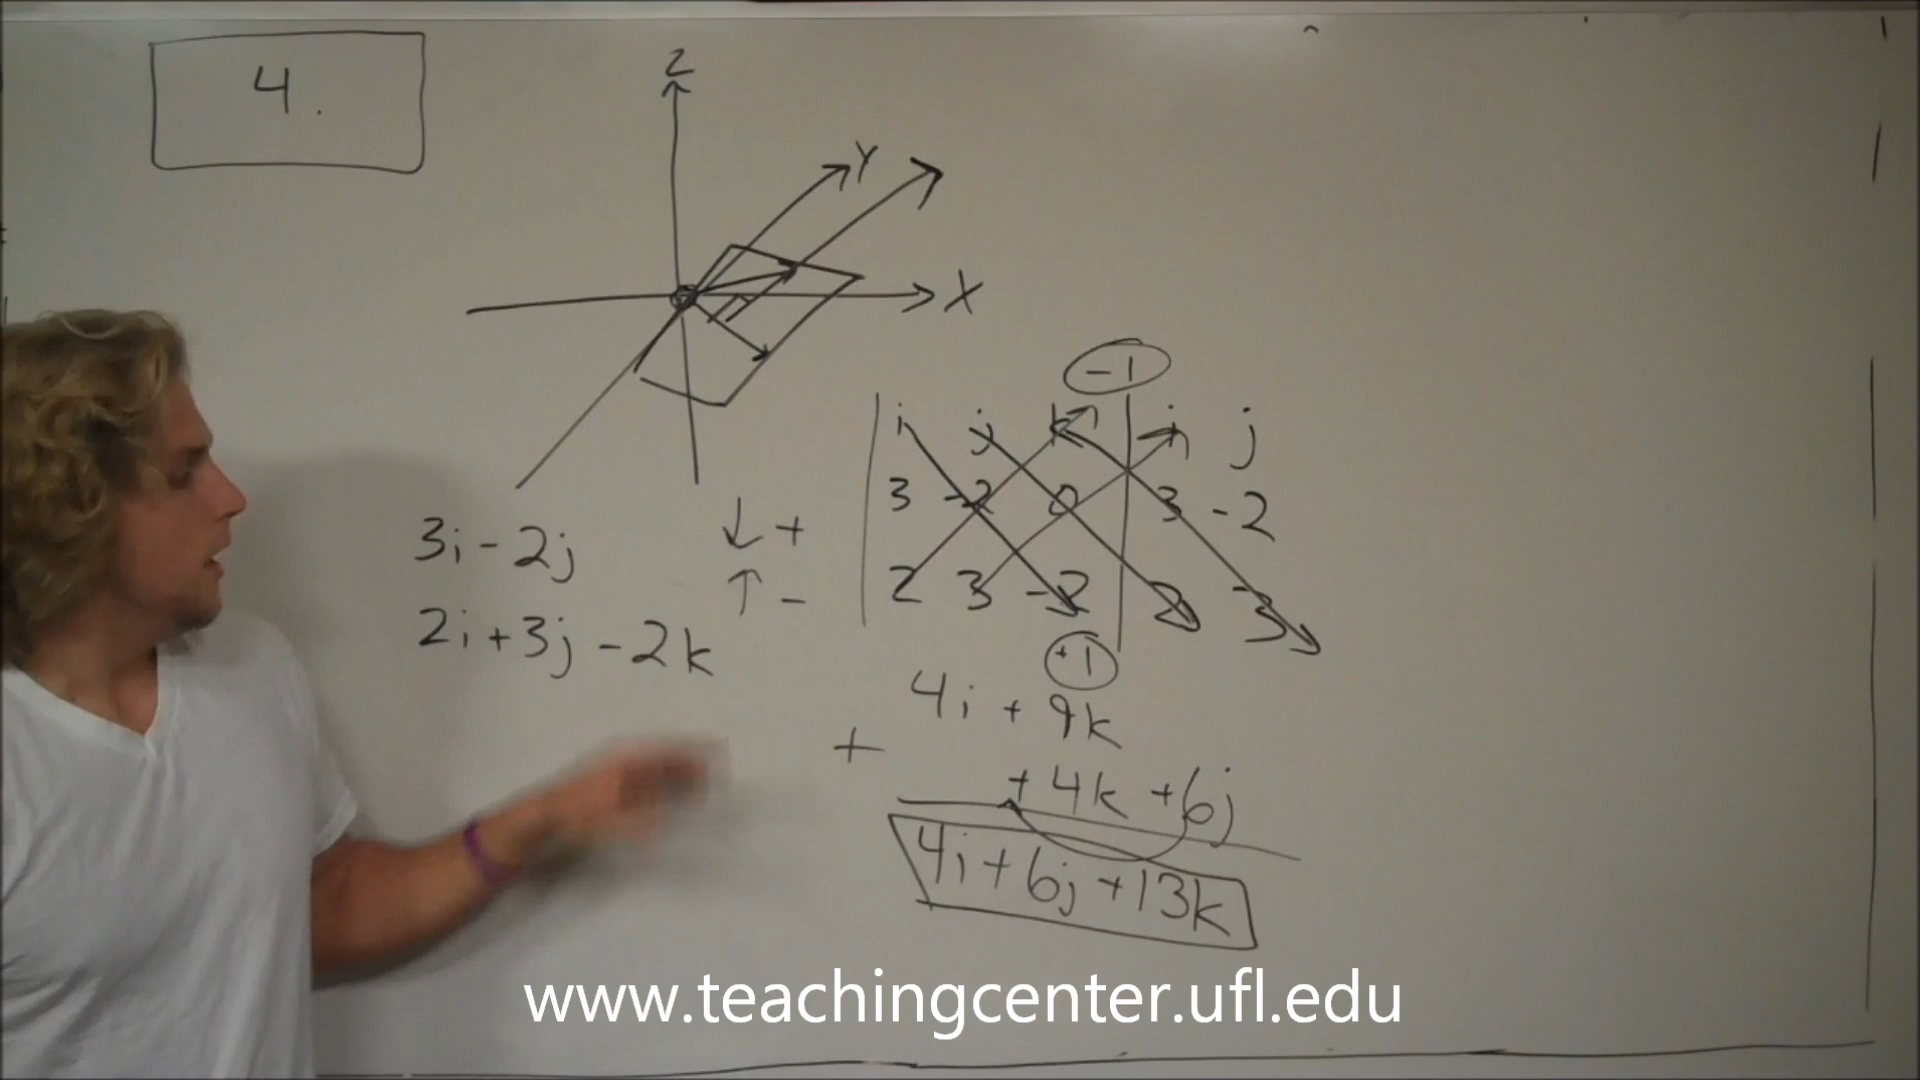 4.
Z
Y
X
-1
i j k i j
3 -2 0 3 -2
2 3 -2 2 3
3i - 2j
↓ +
2i + 3j - 2k
↑ -
+1
4i + 9k
+
+ 4k + 6j
4i + 6j + 13k
www.teachingcenter.ufl.edu